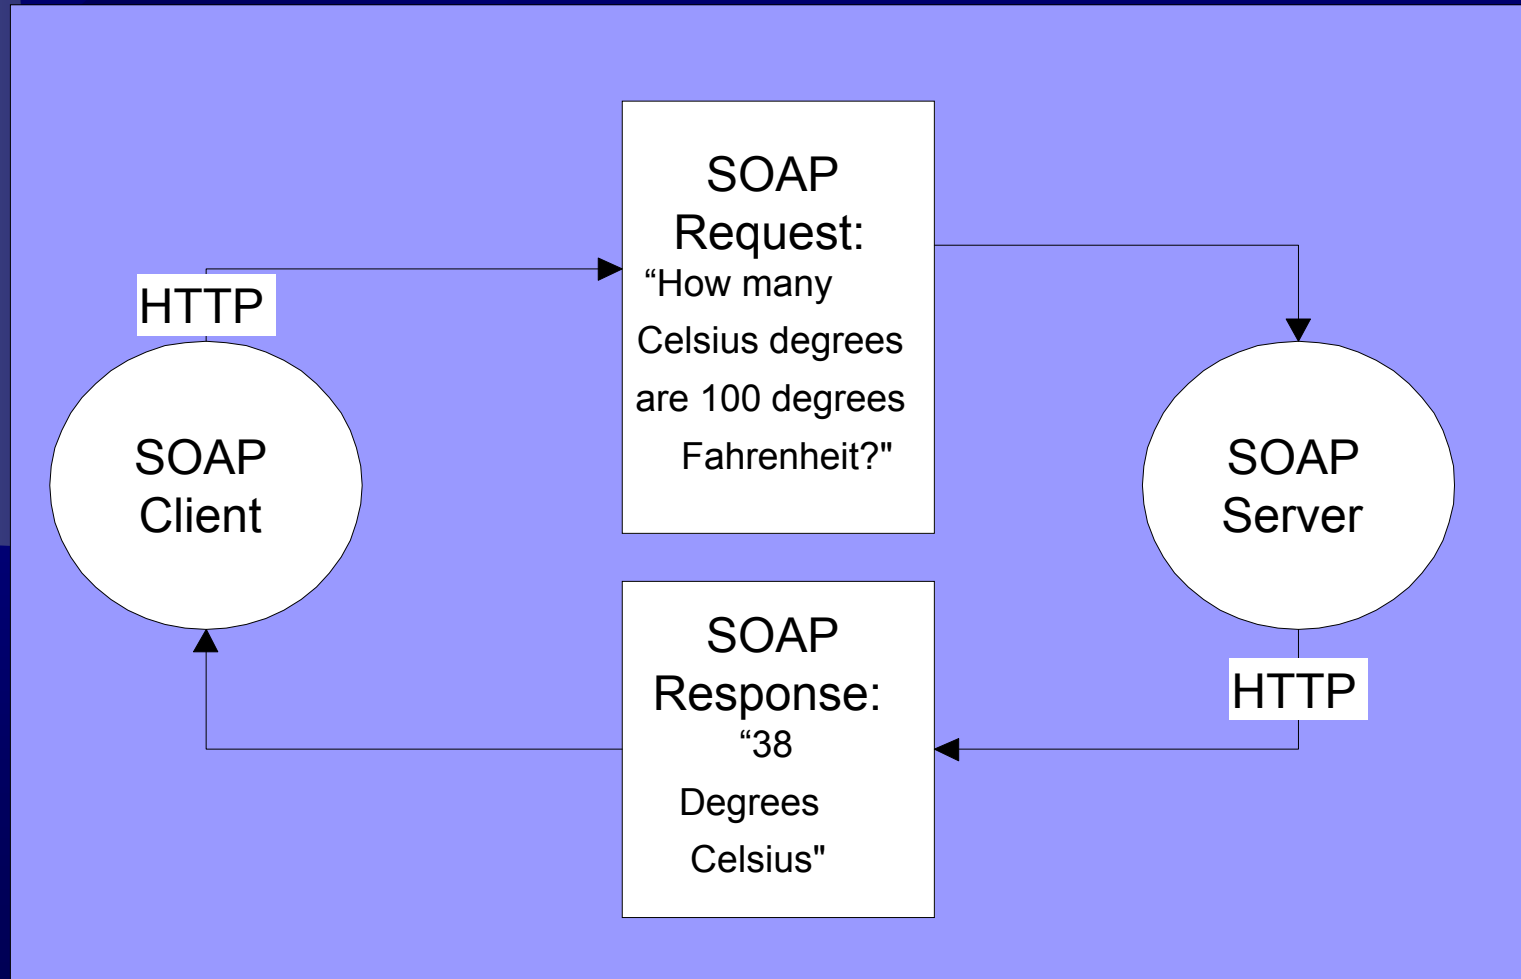 SOAP
Request:
“How many
Celsius degrees
are 100 degrees
Fahrenheit?"
HTTP
SOAP
Client
SOAP
Server
SOAP
Response:
“38
Degrees
Celsius"
HTTP